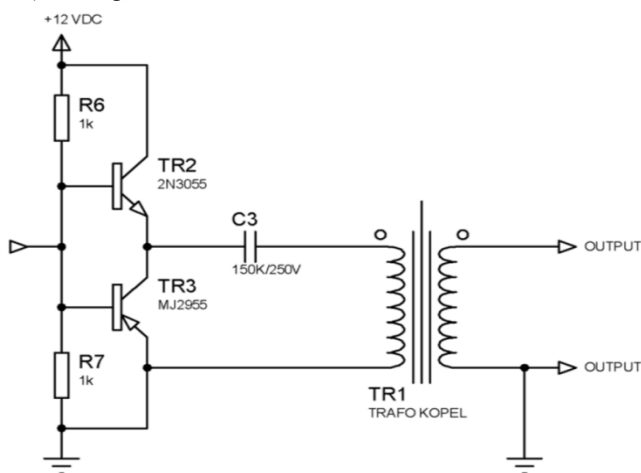 +12 VDC
R6
1k
TR2
2N3055
C3
150K/250V
OUTPUT
TR3
MJ2955
R7
1k
OUTPUT
TR1
TRAFO KOPEL